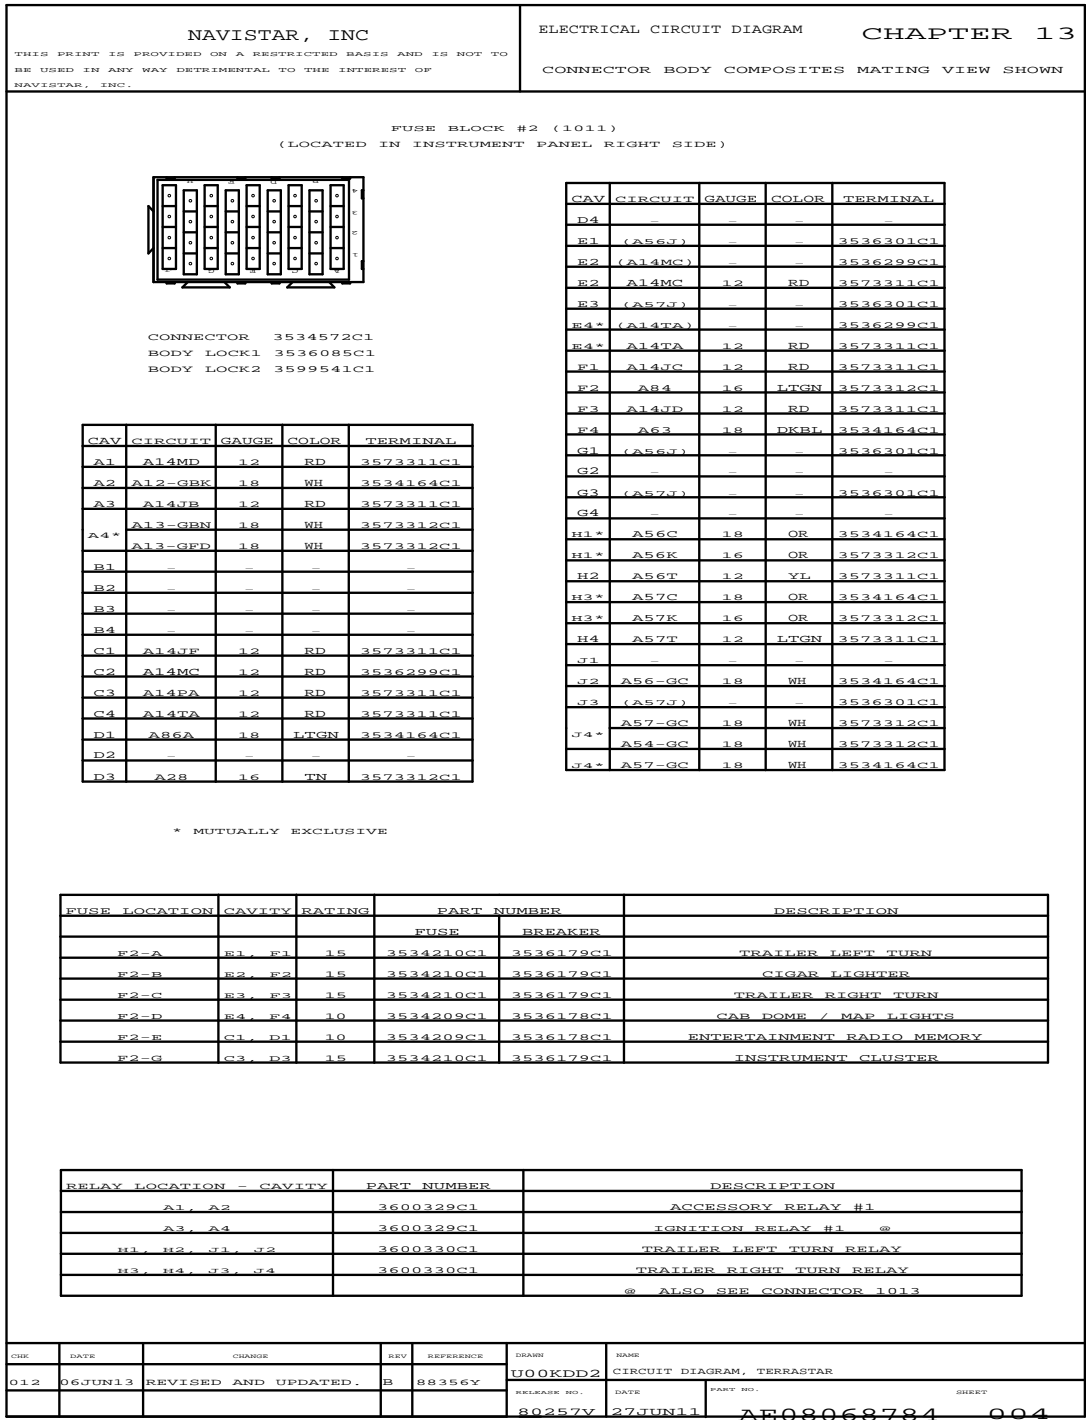 NAVISTAR, INC
THIS PRINT IS PROVIDED ON A RESTRICTED BASIS AND IS NOT TO
BE USED IN ANY WAY DETRIMENTAL TO THE INTEREST OF
NAVISTAR, INC.
ELECTRICAL CIRCUIT DIAGRAM CHAPTER 13
CONNECTOR BODY COMPOSITES MATING VIEW SHOWN
FUSE BLOCK #2 (1011)
(LOCATED IN INSTRUMENT PANEL RIGHT SIDE)
4
3
2
1
CONNECTOR 3534572C1
BODY LOCK1 3536085C1
BODY LOCK2 3599541C1
CAV CIRCUIT GAUGE COLOR TERMINAL
A1 A14MD 12 RD 3573311C1
A2 A12-GBK 18 WH 3534164C1
A3 A14JB 12 RD 3573311C1
A4* A13-GBN 18 WH 3573312C1
A13-GFD 18 WH 3573312C1
B1 – – – –
B2 – – – –
B3 – – – –
B4 – – – –
C1 A14JF 12 RD 3573311C1
C2 A14MC 12 RD 3536299C1
C3 A14PA 12 RD 3573311C1
C4 A14TA 12 RD 3573311C1
D1 A86A 18 LTGN 3534164C1
D2 – – – –
D3 A28 16 TN 3573312C1
* MUTUALLY EXCLUSIVE
CAV CIRCUIT GAUGE COLOR TERMINAL
D4 – – – –
E1 (A56J) – – 3536301C1
E2 (A14MC) – – 3536299C1
E2 A14MC 12 RD 3573311C1
E3 (A57J) – – 3536301C1
E4* (A14TA) – – 3536299C1
E4* A14TA 12 RD 3573311C1
F1 A14JC 12 RD 3573311C1
F2 A84 16 LTGN 3573312C1
F3 A14JD 12 RD 3573311C1
F4 A63 18 DKBL 3534164C1
G1 (A56J) – – 3536301C1
G2 – – – –
G3 (A57J) – – 3536301C1
G4 – – – –
H1* A56C 18 OR 3534164C1
H1* A56K 16 OR 3573312C1
H2 A56T 12 YL 3573311C1
H3* A57C 18 OR 3534164C1
H3* A57K 16 OR 3573312C1
H4 A57T 12 LTGN 3573311C1
J1 – – – –
J2 A56-GC 18 WH 3534164C1
J3 (A57J) – – 3536301C1
J4* A57-GC 18 WH 3573312C1
A54-GC 18 WH 3573312C1
J4* A57-GC 18 WH 3534164C1
FUSE LOCATION CAVITY RATING PART NUMBER DESCRIPTION
FUSE BREAKER
F2-A E1, F1 15 3534210C1 3536179C1 TRAILER LEFT TURN
F2-B E2, F2 15 3534210C1 3536179C1 CIGAR LIGHTER
F2-C E3, F3 15 3534210C1 3536179C1 TRAILER RIGHT TURN
F2-D E4, F4 10 3534209C1 3536178C1 CAB DOME / MAP LIGHTS
F2-E C1, D1 10 3534209C1 3536178C1 ENTERTAINMENT RADIO MEMORY
F2-G C3, D3 15 3534210C1 3536179C1 INSTRUMENT CLUSTER
RELAY LOCATION - CAVITY PART NUMBER DESCRIPTION
A1, A2 3600329C1 ACCESSORY RELAY #1
A3, A4 3600329C1 IGNITION RELAY #1 @
H1, H2, J1, J2 3600330C1 TRAILER LEFT TURN RELAY
H3, H4, J3, J4 3600330C1 TRAILER RIGHT TURN RELAY
@ ALSO SEE CONNECTOR 1013
CHK DATE CHANGE REV REFERENCE DRAWN NAME
012 06JUN13 REVISED AND UPDATED. B 88356Y U00KDD2 CIRCUIT DIAGRAM, TERRASTAR
RELEASE NO. DATE PART NO. SHEET
80257V 27JUN11 AE08068784 004